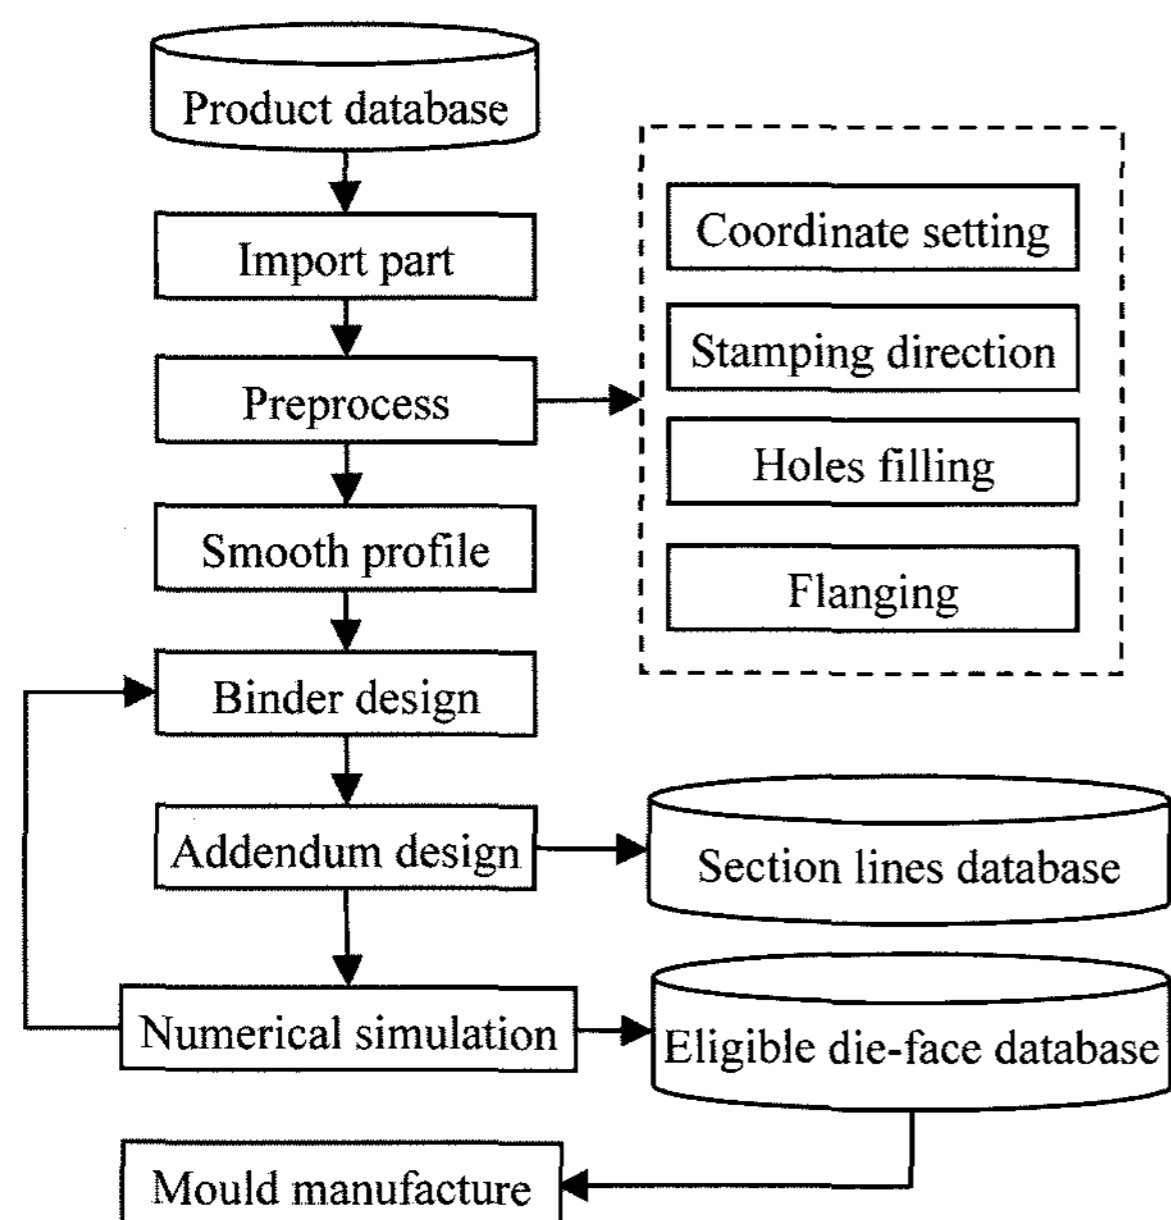 Product database
Import part
Preprocess
Smooth profile
Binder design
Addendum design
Numerical simulation
Mould manufacture
Coordinate setting
Stamping direction
Holes filling
Flanging
Section lines database
Eligible die-face database